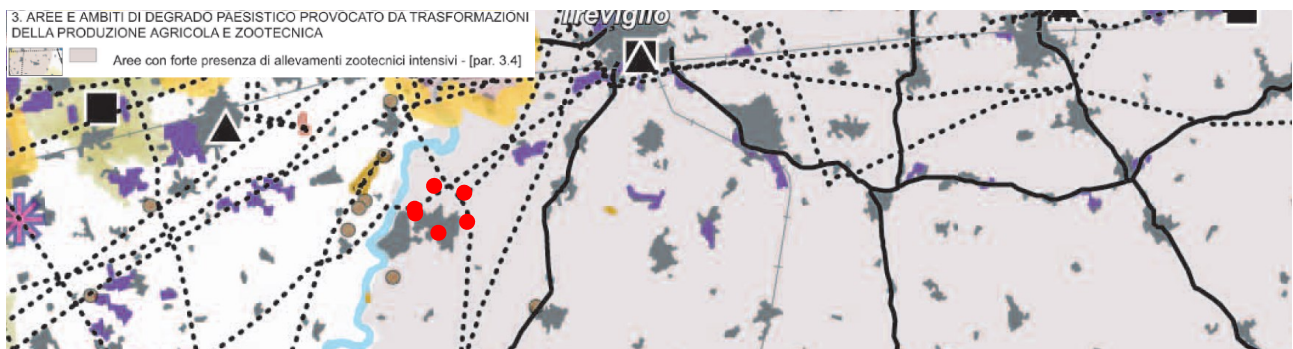 3. AREE E AMBITI DI DEGRADO PAESISTICO PROVOCATO DA TRASFORMAZIONI
DELLA PRODUZIONE AGRICOLA E ZOOTECNICA
Aree con forte presenza di allevamenti zootecnici intensivi - [par. 3.4]
Treviglio